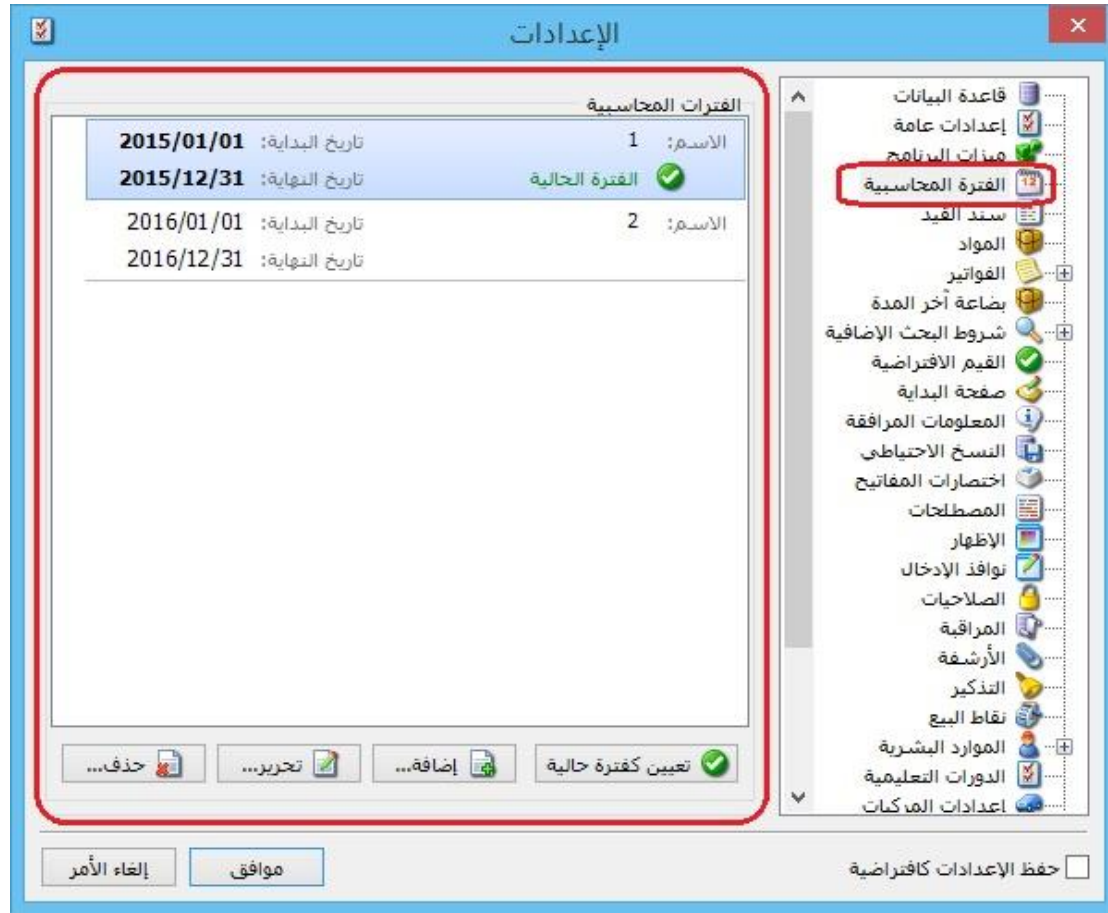 الإعدادات
قاعدة البيانات
إعدادات عامة
ميزات البرنامج
الفترة المحاسبية
سند القيد
المواد
الفواتير
بضاعة آخر المدة
شروط البحث الإضافية
القيم الافتراضية
صفحة البداية
المعلومات المرافقة
النسخ الاحتياطي
اختصارات المفاتيح
المصطلحات
الإظهار
نوافذ الإدخال
الصلاحيات
المراقبة
الأرشفة
التذكير
نقاط البيع
الموارد البشرية
الدورات التعليمية
إعدادات المركبات
الفترات المحاسبية
الاسم: 1 تاريخ البداية: 2015/01/01
الفترة الحالية تاريخ النهاية: 2015/12/31
الاسم: 2 تاريخ البداية: 2016/01/01
تاريخ النهاية: 2016/12/31
تعيين كفترة حالية إضافة... تحرير... حذف...
حفظ الإعدادات كافتراضية موافق إلغاء الأمر